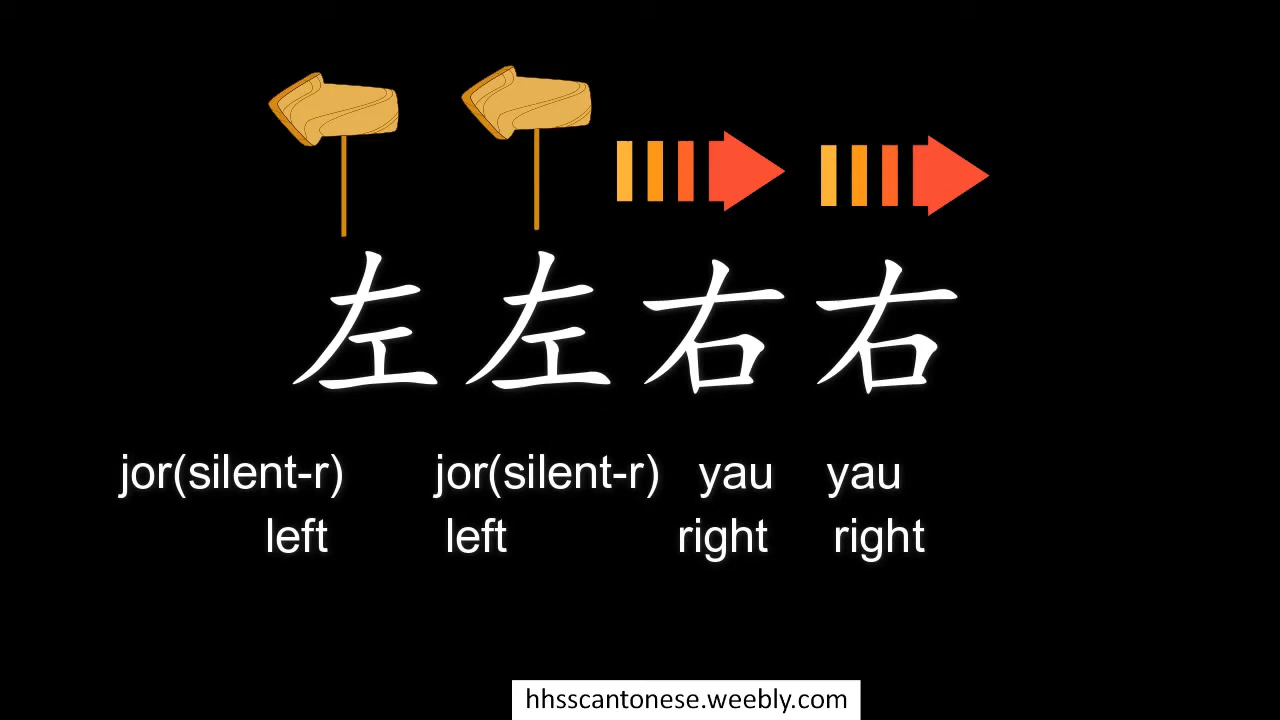 左左右右
jor(silent-r) jor(silent-r) yau yau
left left right right
hhsscantonese.weebly.com